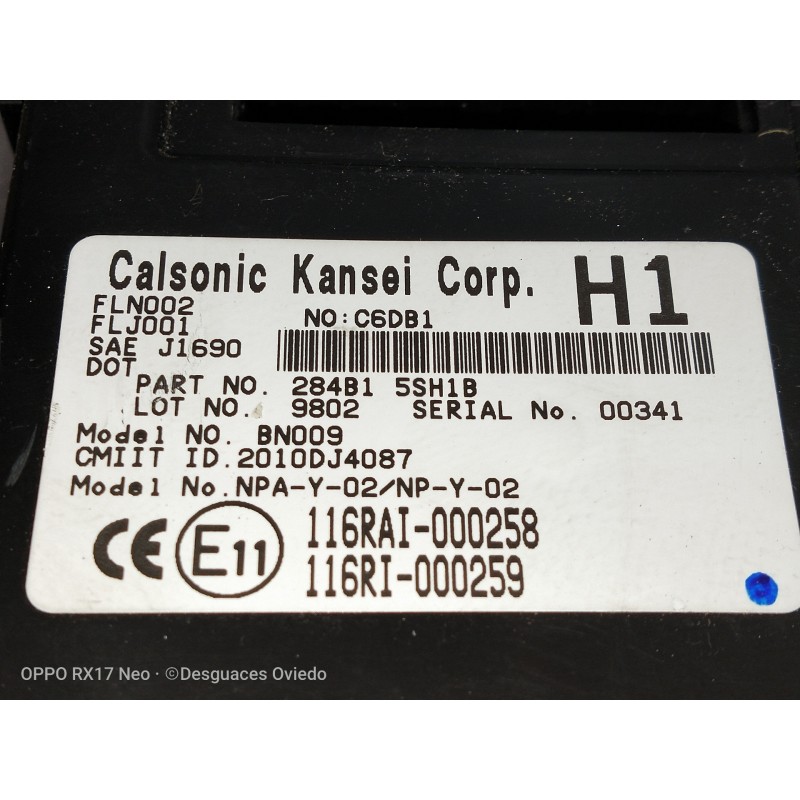 Calsonic Kansei Corp. H1
FLN002
FLJ001 NO:C6DB1
SAE J1690
DOT
PART NO. 284B1 5SH1B
LOT NO. 9802 SERIAL No. 00341
Model NO. BN009
CMIIT ID.2010DJ4087
Model No.NPA-Y-02/NP-Y-02
CE E11 116RAI-000258
116RI-000259
OPPO RX17 Neo · ©Desguaces Oviedo